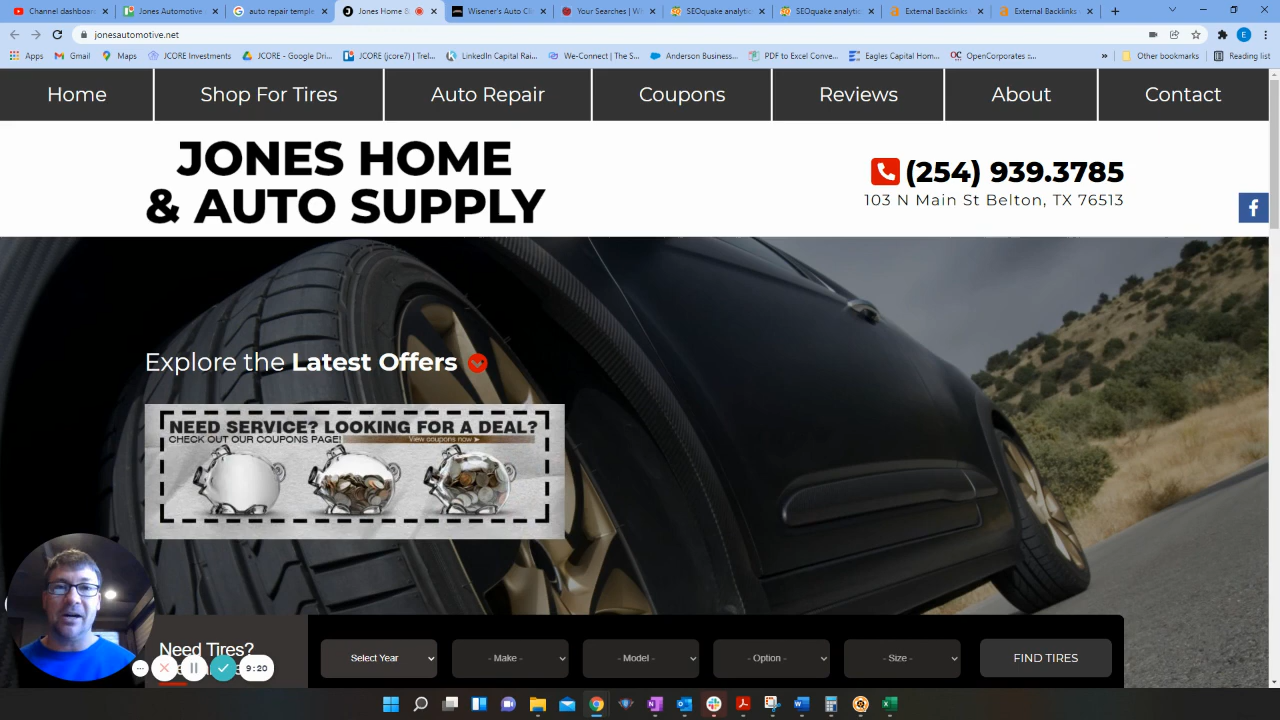 Channel dashboard
Jones Automotive
auto repair temple
Jones Home &
Wisener's Auto Cli
Your Searches | W
SEOquake analytic
SEOquake analytic
External Backlinks
External Backlinks
jonesautomotive.net
E
Apps
Gmail
Maps
JCORE Investments
JCORE - Google Driv...
JCORE (jcore7) | Trel...
LinkedIn Capital Rai...
We-Connect | The S...
Anderson Business...
PDF to Excel Conve...
Eagles Capital Hom...
OpenCorporates ::...
Other bookmarks
Reading list
Home
Shop For Tires
Auto Repair
Coupons
Reviews
About
Contact
JONES HOME
& AUTO SUPPLY
(254) 939.3785
103 N Main St Belton, TX 76513
Explore the Latest Offers
NEED SERVICE? LOOKING FOR A DEAL?
CHECK OUT OUR COUPONS PAGE!
View coupons now
Need Tires?
Select Year
- Make -
- Model -
- Option -
- Size -
FIND TIRES
9:20